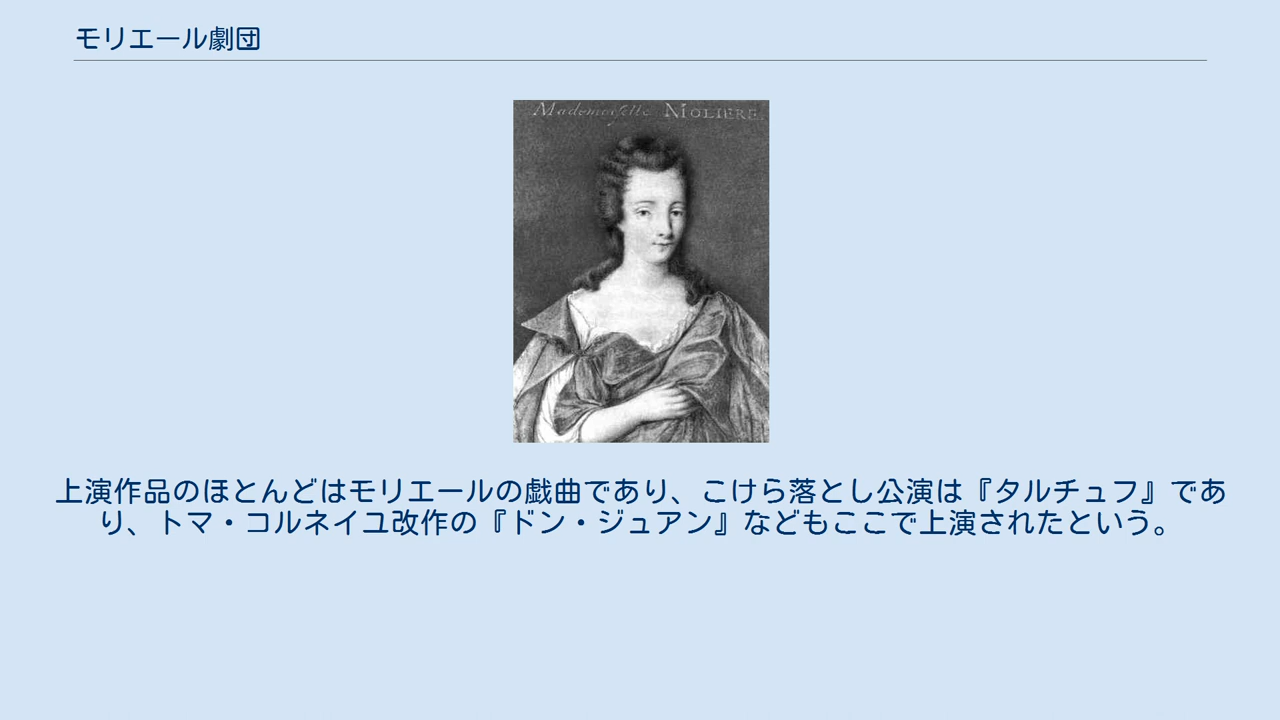 モリエール劇団
Mademoiselle MOLIERE.
上演作品のほとんどはモリエールの戯曲であり、こけら落とし公演は『タルチュフ』であ
り、トマ・コルネイユ改作の『ドン・ジュアン』などもここで上演されたという。